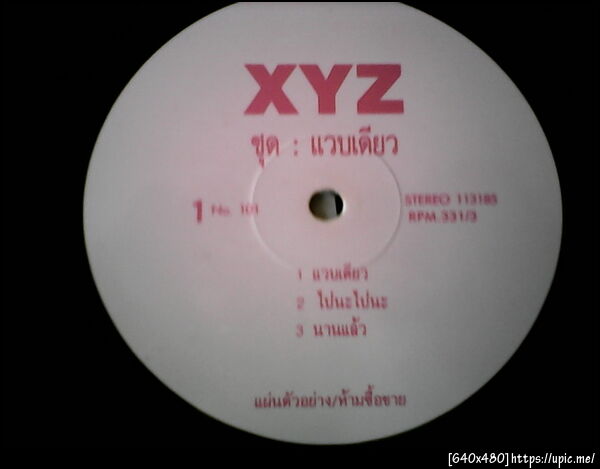 XYZ
ชุด : แวบเดียว
1 No. 101
STEREO 113185
RPM. 331/3
1 แวบเดียว
2 ไปนะไปนะ
3 นานแล้ว
แผ่นตัวอย่าง/ห้ามซื้อขาย
[640x480]https://upic.me/